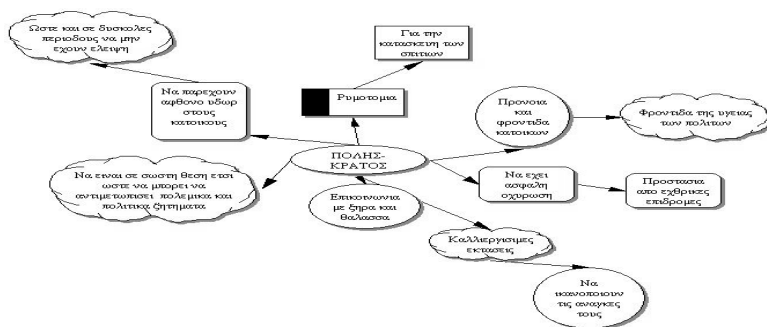 Ωστε και σε δυσκολες
περιοδους να μην
εχουν ελειψη
Για την
κατασκευη των
σπιτιων
Να παρεχουν
αφθονο υδωρ
στους
κατοικους
Ρυμοτομια
Προνοια
και
φροντιδα
κατοικων
Φροντιδα της υγειας
των πολιτων
ΠΟΛΗΣ-
ΚΡΑΤΟΣ
Να ειναι σε σωστη θεση ετσι
ωστε να μπορει να
αντιμετωπισει πολεμικα και
πολιτικα ζητηματα
Να εχει
ασφαλη
οχυρωση
Προστασια
απο εχθρικες
επιδρομες
Επικοινωνια
με ξηρα και
θαλασσα
Καλλιεργισιμες
εκτασεις
Να
ικανοποιουν
τις αναγκες
τους